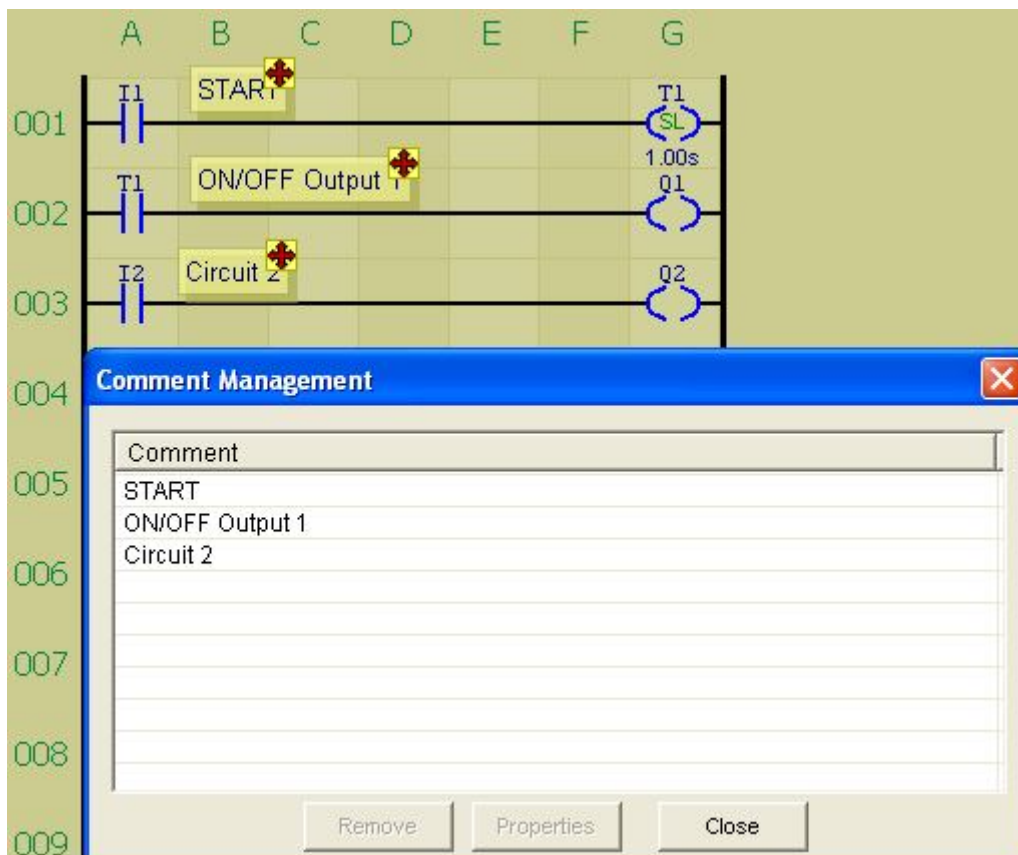 A B C D E F G
I1 START T1
001 SL
1.00s
T1 ON/OFF Output 1 Q1
002
I2 Circuit 2 Q2
003
004 Comment Management
Comment
005 START
ON/OFF Output 1
Circuit 2
006
007
008
Remove Properties Close
009